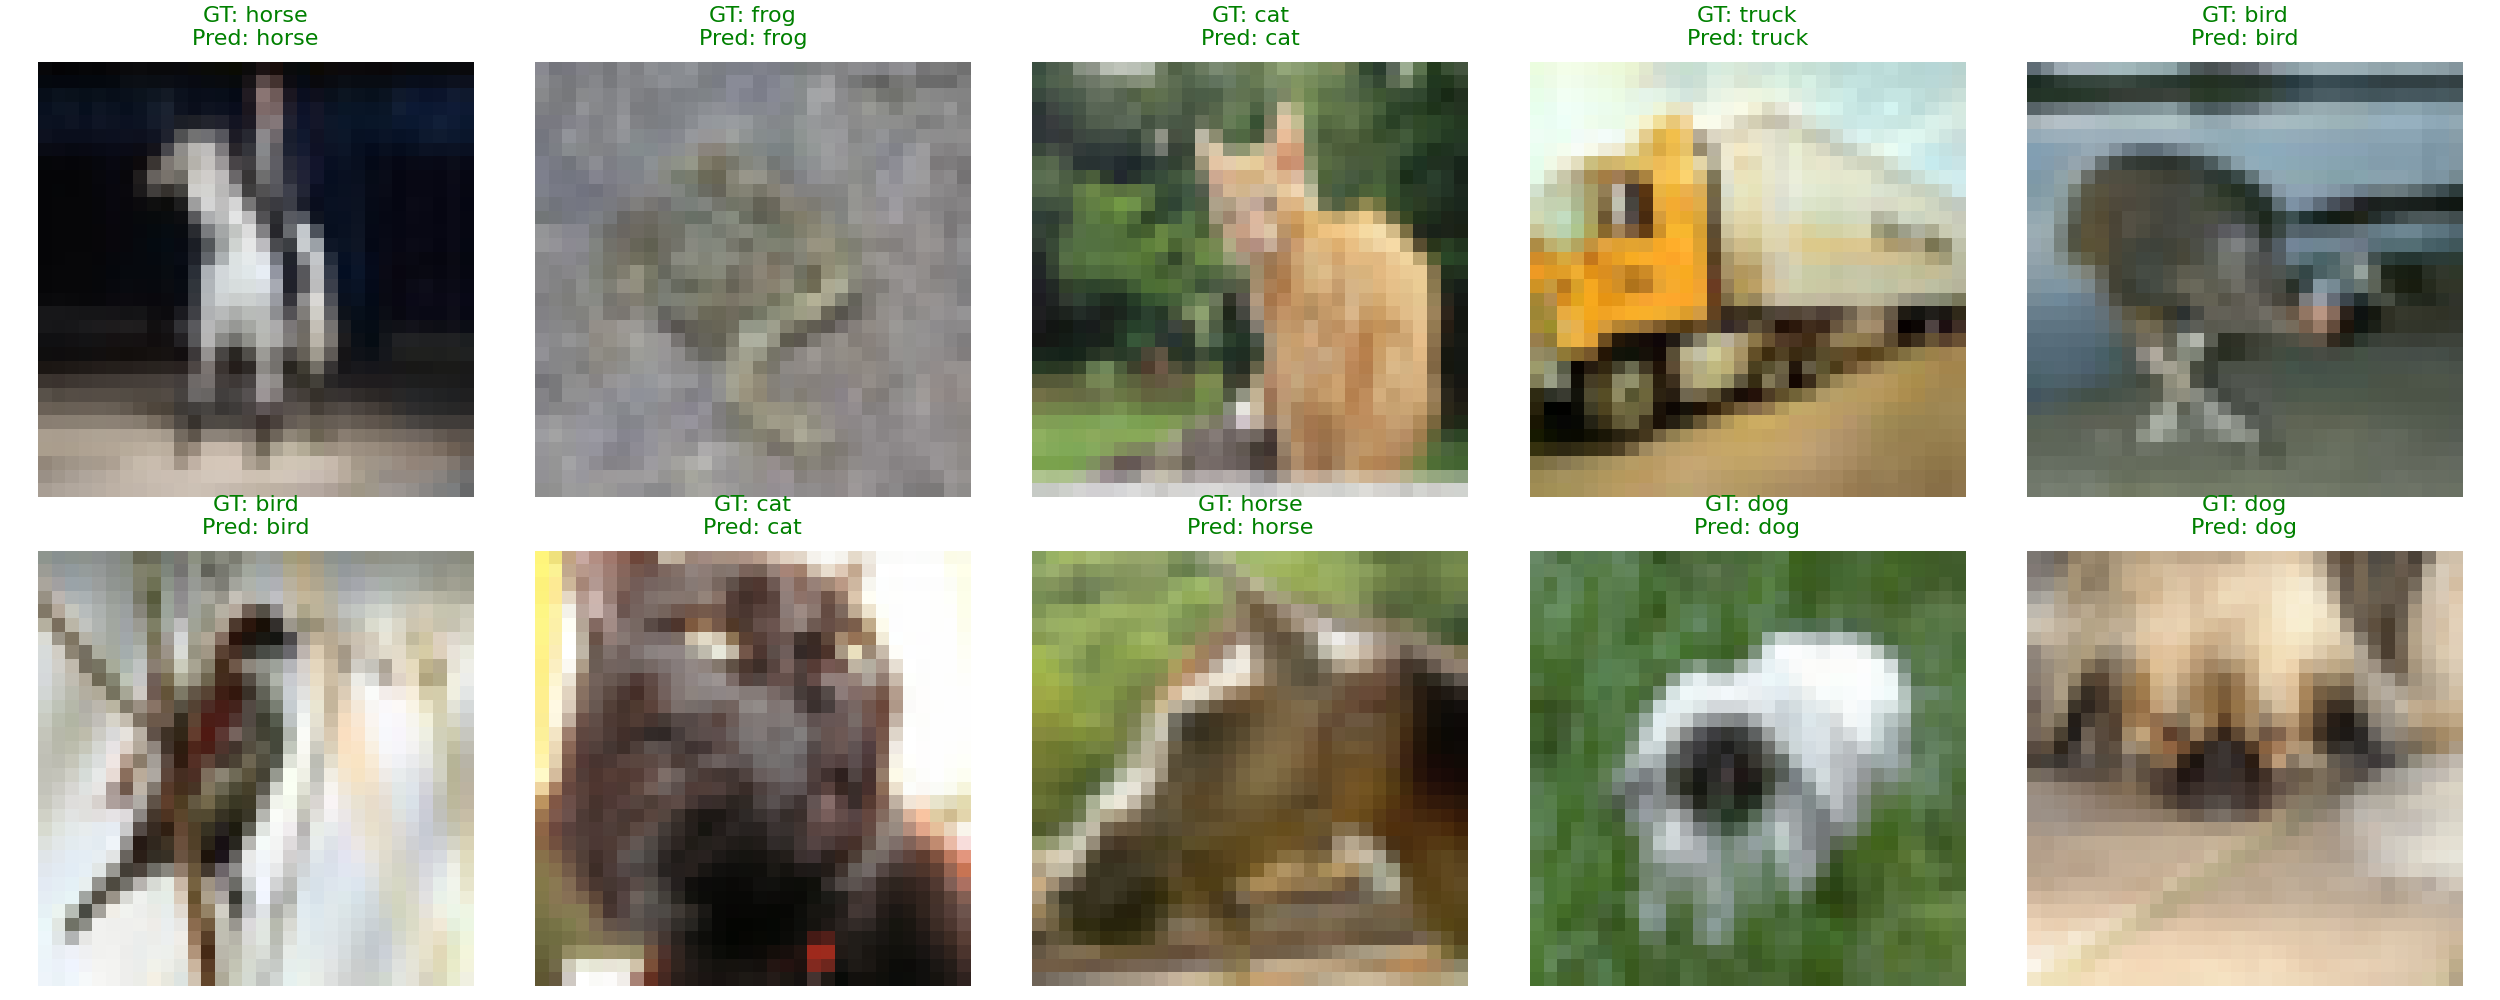 GT: horse
Pred: horse
GT: frog
Pred: frog
GT: cat
Pred: cat
GT: truck
Pred: truck
GT: bird
Pred: bird
GT: bird
Pred: bird
GT: cat
Pred: cat
GT: horse
Pred: horse
GT: dog
Pred: dog
GT: dog
Pred: dog